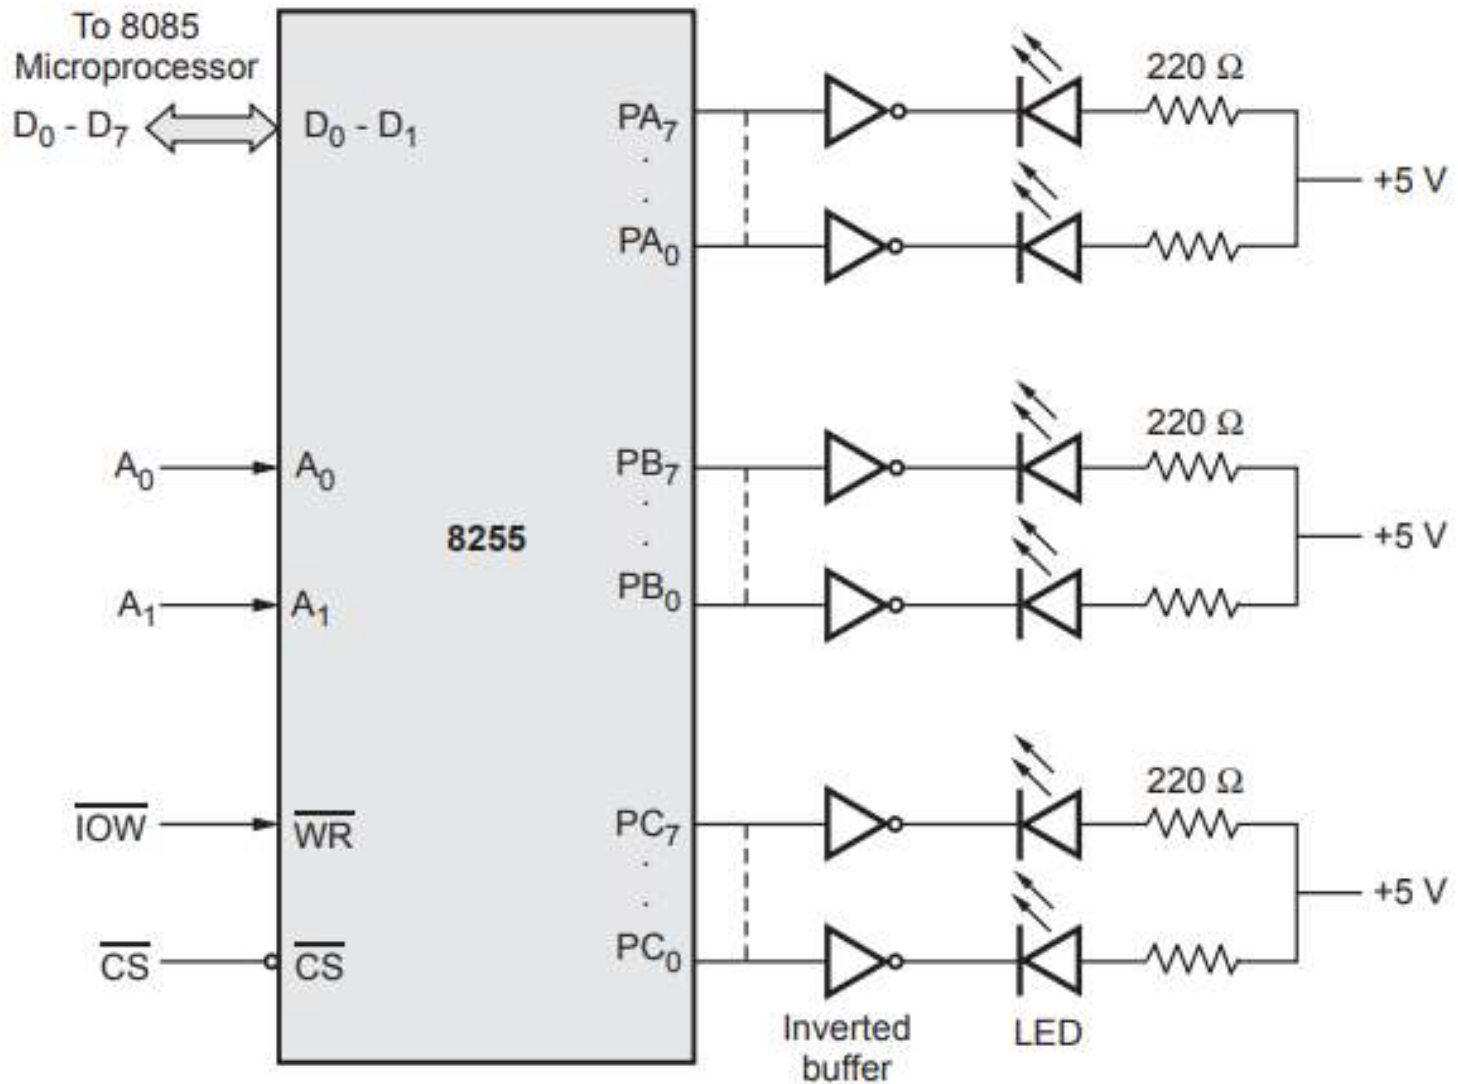 To 8085
Microprocessor
D0 - D7
D0 - D1
PA7
.
.
PA0
220 Ω
+5 V
A0
A0
A1
A1
8255
PB7
.
.
PB0
220 Ω
+5 V
IOW
WR
CS
CS
PC7
.
.
PC0
220 Ω
+5 V
Inverted
buffer
LED